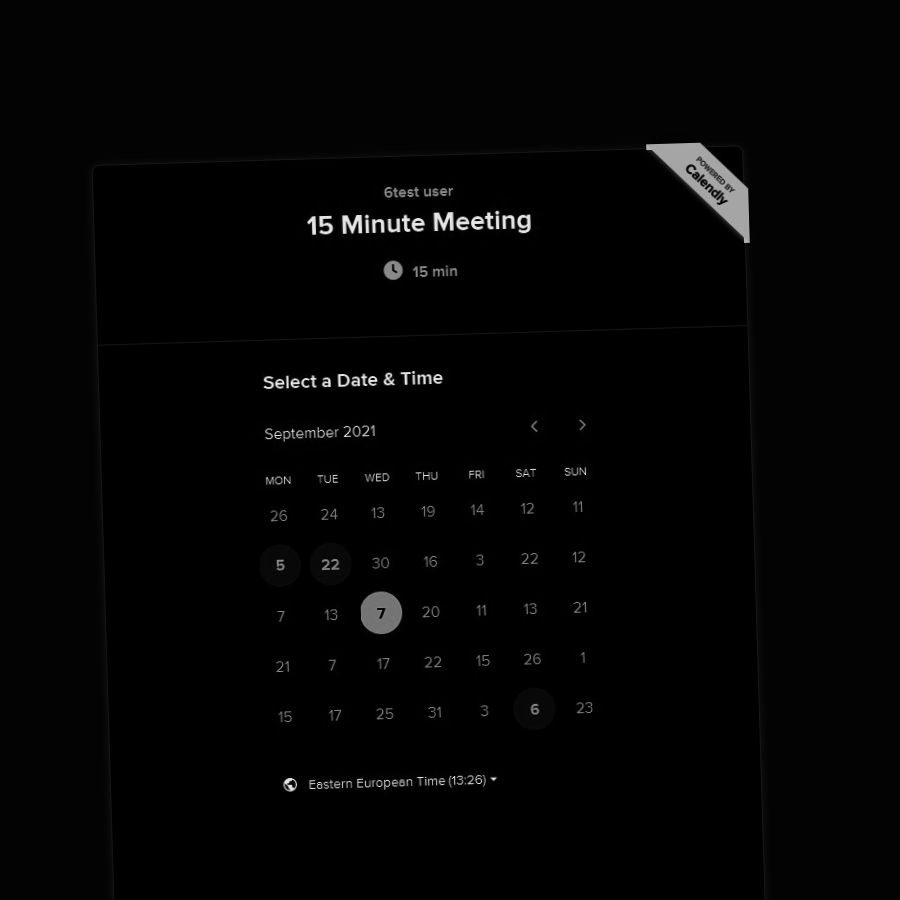 POWERED BY
Calendly
6test user
15 Minute Meeting
15 min
Select a Date & Time
September 2021
MON TUE WED THU FRI SAT SUN
26 24 13 19 14 12 11
5 22 30 16 3 22 12
7 13 7 20 11 13 21
21 7 17 22 15 26 1
15 17 25 31 3 6 23
Eastern European Time (13:26)